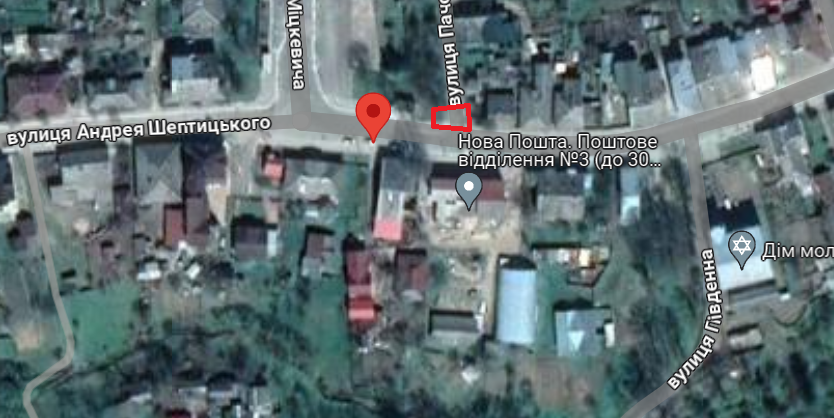 Міцкевича
вулиця Пачо
вулиця Андрея Шептицького
Нова Пошта. Поштове
відділення №3 (до 30...
Дім мол
вулиця Південна